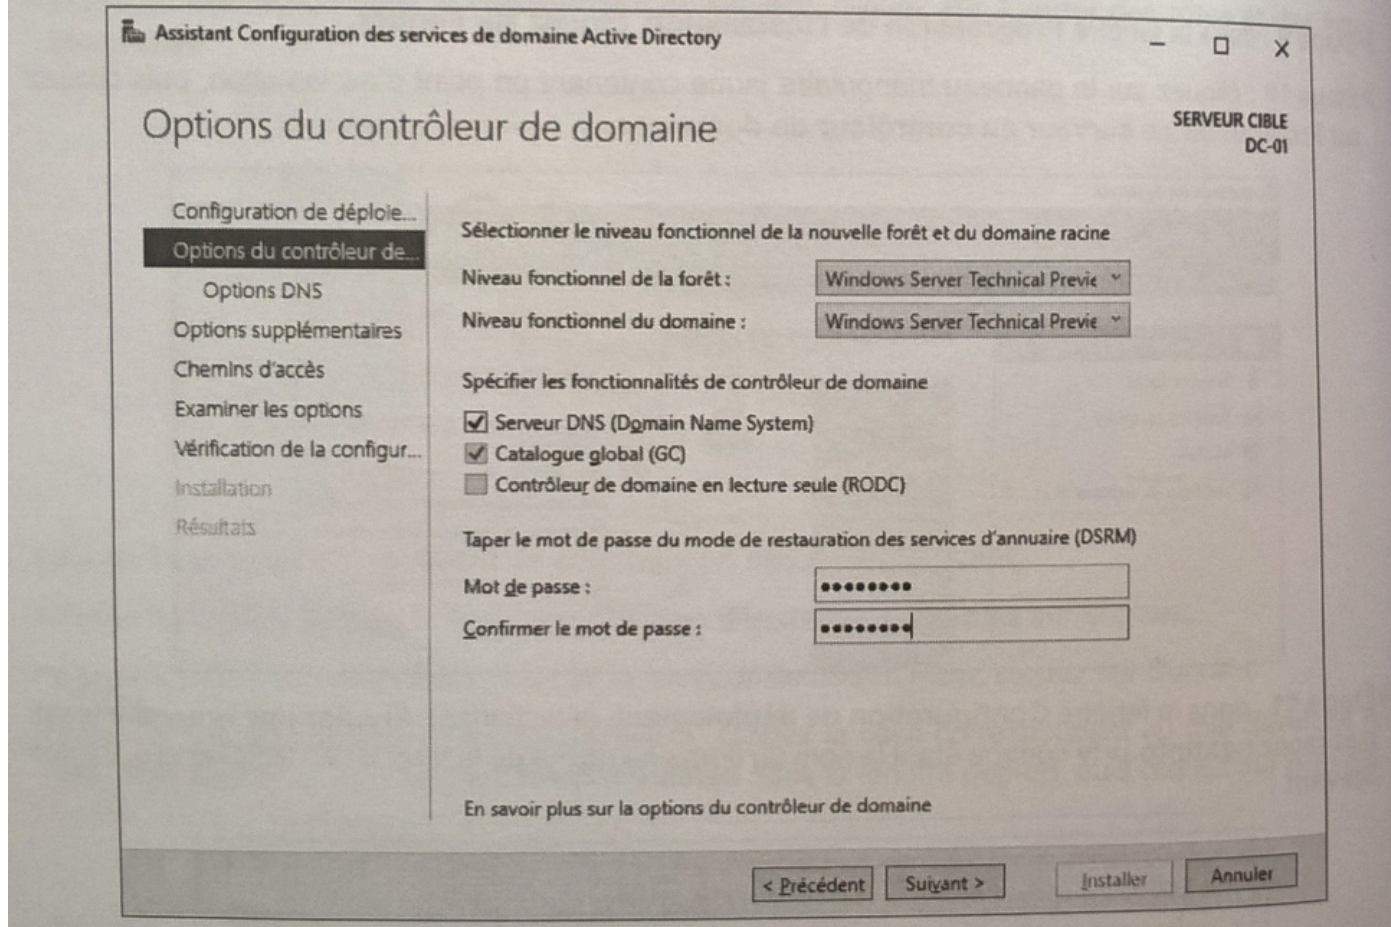 Assistant Configuration des services de domaine Active Directory
Options du contrôleur de domaine
SERVEUR CIBLE
DC-01
Configuration de déploie...
Options du contrôleur de...
Options DNS
Options supplémentaires
Chemins d'accès
Examiner les options
Vérification de la configur...
Installation
Résultats
Sélectionner le niveau fonctionnel de la nouvelle forêt et du domaine racine
Niveau fonctionnel de la forêt :
Windows Server Technical Previe
Niveau fonctionnel du domaine :
Windows Server Technical Previe
Spécifier les fonctionnalités de contrôleur de domaine
Serveur DNS (Domain Name System)
Catalogue global (GC)
Contrôleur de domaine en lecture seule (RODC)
Taper le mot de passe du mode de restauration des services d'annuaire (DSRM)
Mot de passe :
Confirmer le mot de passe :
En savoir plus sur la options du contrôleur de domaine
< Précédent
Suivant >
Installer
Annuler